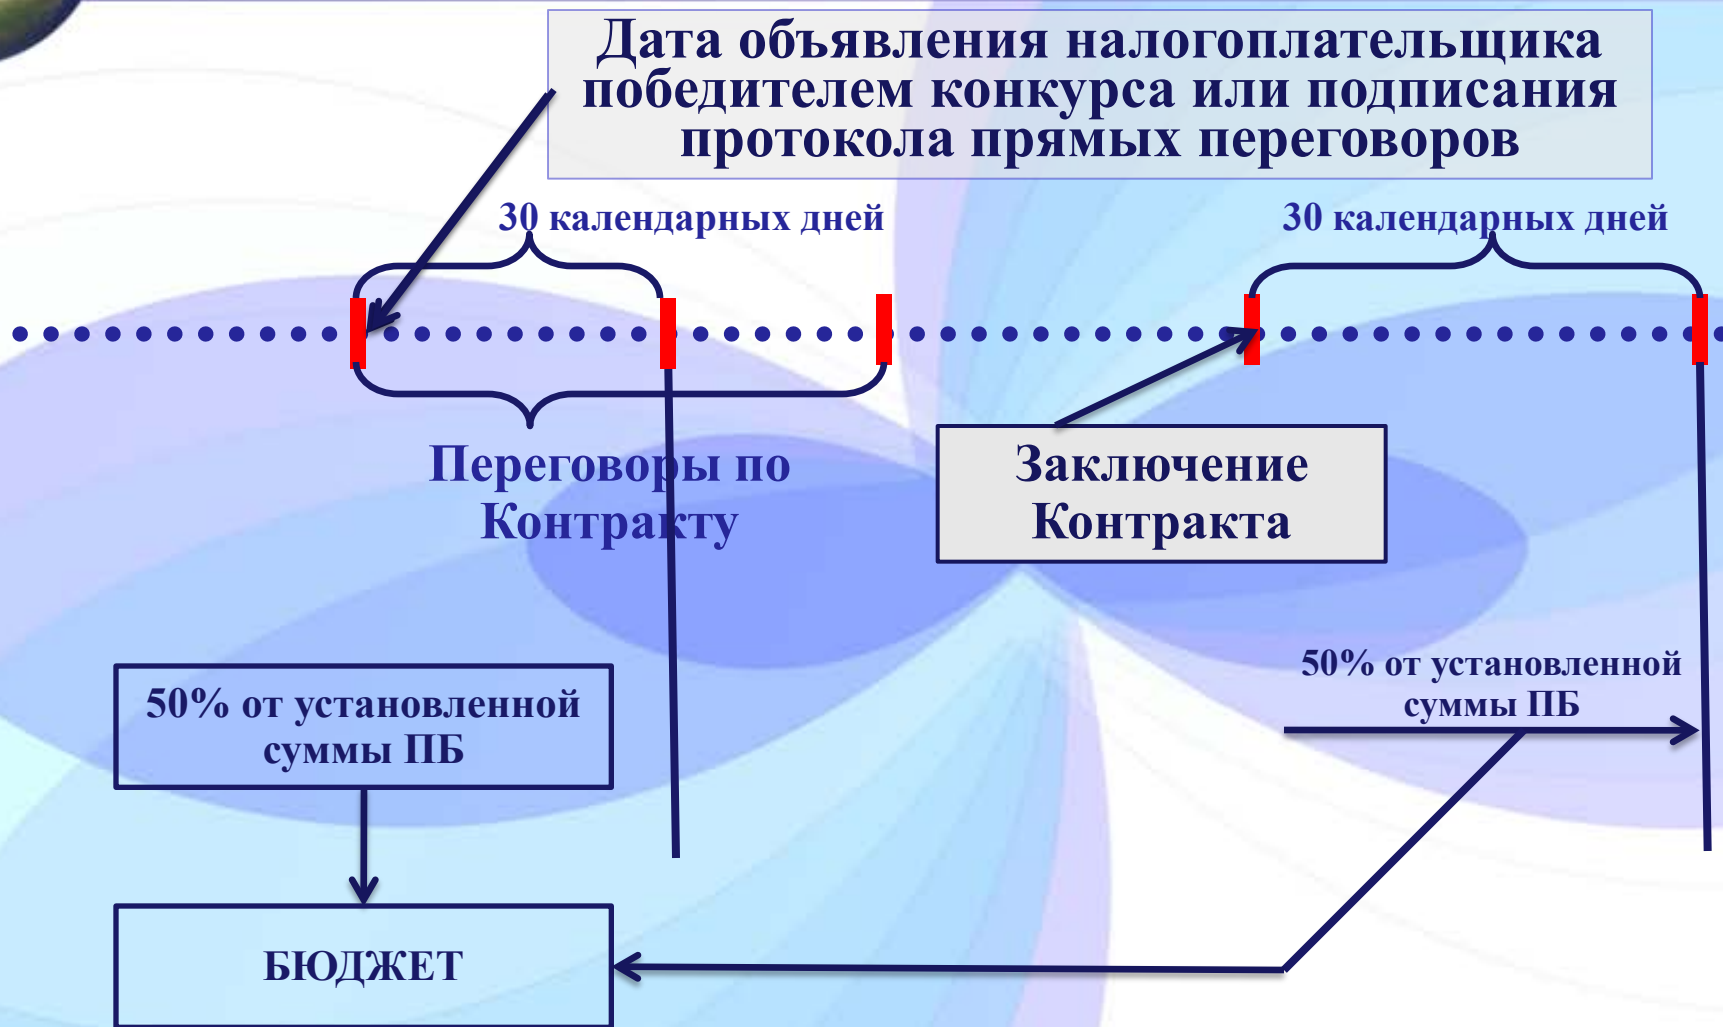 Дата объявления налогоплательщика
победителем конкурса или подписания
протокола прямых переговоров
30 календарных дней
30 календарных дней
Переговоры по
Контракту
Заключение
Контракта
50% от установленной
суммы ПБ
50% от установленной
суммы ПБ
БЮДЖЕТ